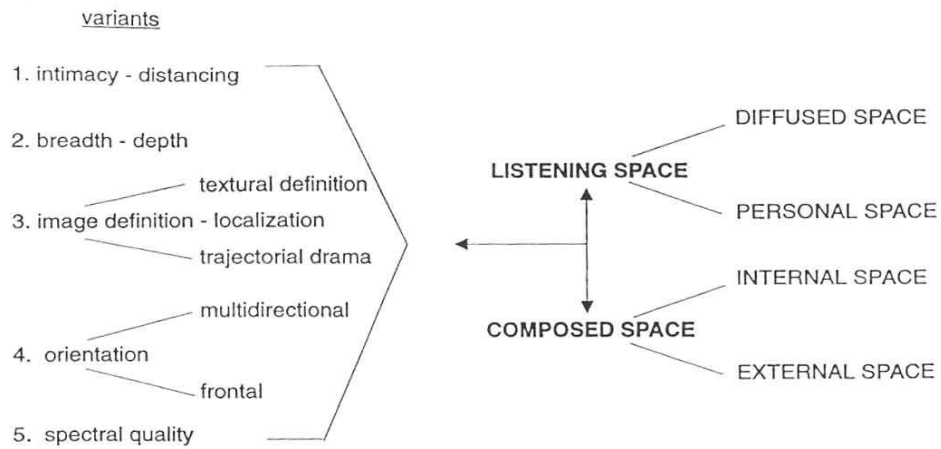 variants
1. intimacy - distancing
2. breadth - depth
textural definition
3. image definition - localization
trajectorial drama
multidirectional
4. orientation
frontal
5. spectral quality
DIFFUSED SPACE
LISTENING SPACE
PERSONAL SPACE
INTERNAL SPACE
COMPOSED SPACE
EXTERNAL SPACE